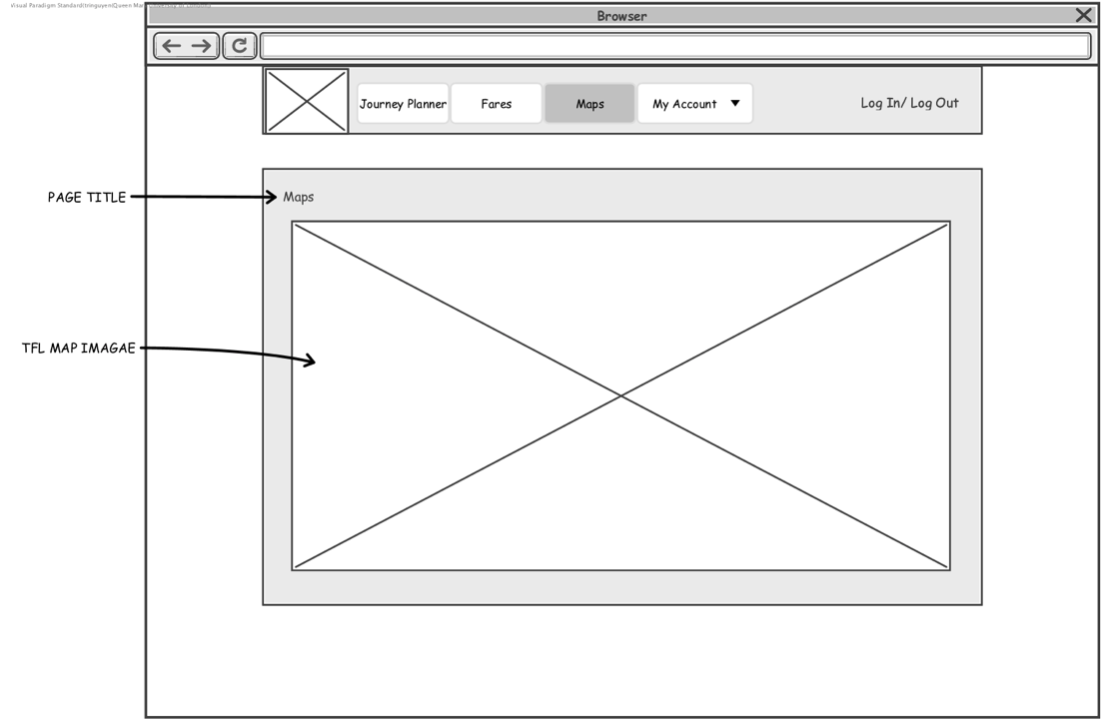 Visual Paradigm Standard(tringuyen(Queen Mary University of London))
Browser
Journey Planner Fares Maps My Account Log In/ Log Out
PAGE TITLE Maps
TFL MAP IMAGAE